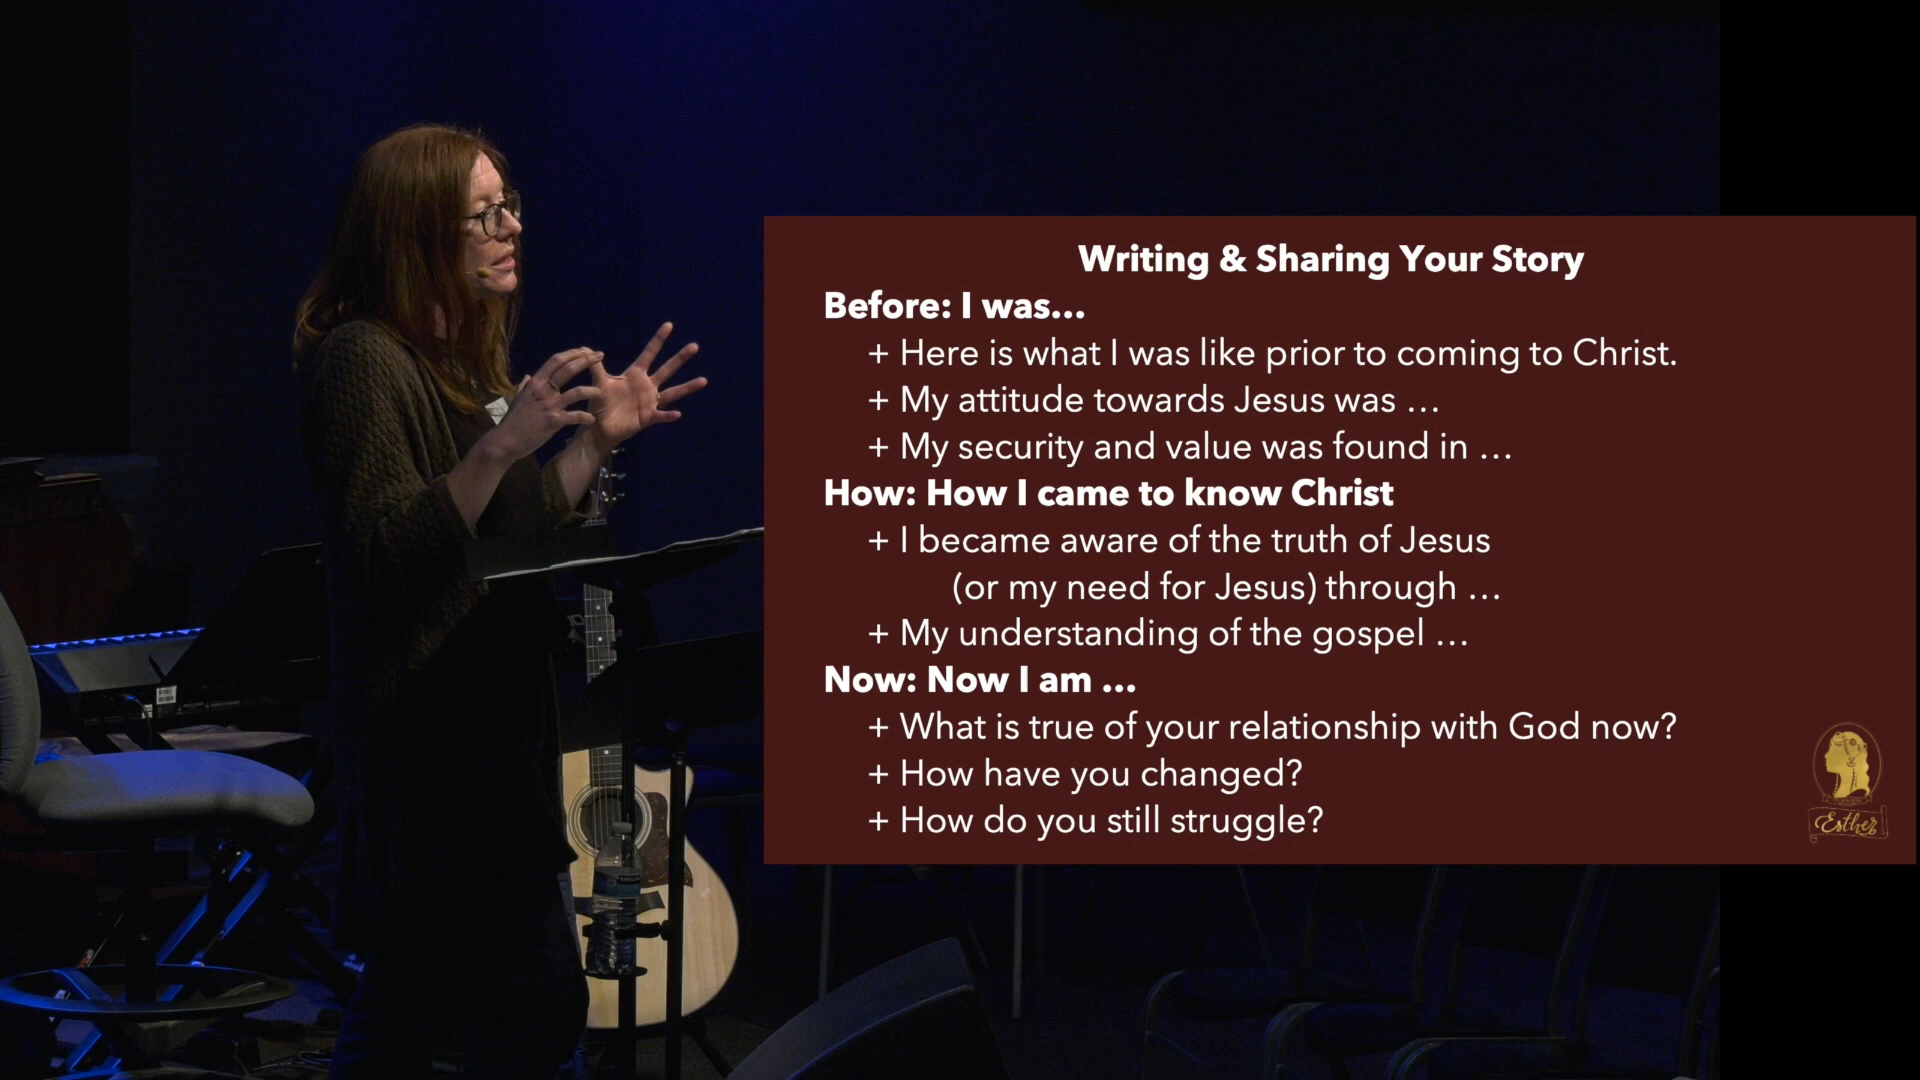 Writing & Sharing Your Story
Before: I was...
+ Here is what I was like prior to coming to Christ.
+ My attitude towards Jesus was …
+ My security and value was found in …
How: How I came to know Christ
+ I became aware of the truth of Jesus
(or my need for Jesus) through …
+ My understanding of the gospel …
Now: Now I am ...
+ What is true of your relationship with God now?
+ How have you changed?
+ How do you still struggle?
Esther